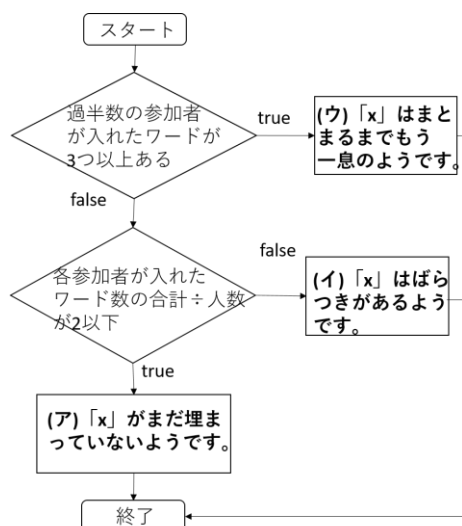 スタート
過半数の参加者
が入れたワードが
3つ以上ある
true
(ウ)「x」はまと
まるまでもう
一息のようです。
false
各参加者が入れた
ワード数の合計÷人数
が2以下
false
(イ)「x」はばら
つきがあるよう
です。
true
(ア)「x」がまだ埋ま
っていないようです。
終了